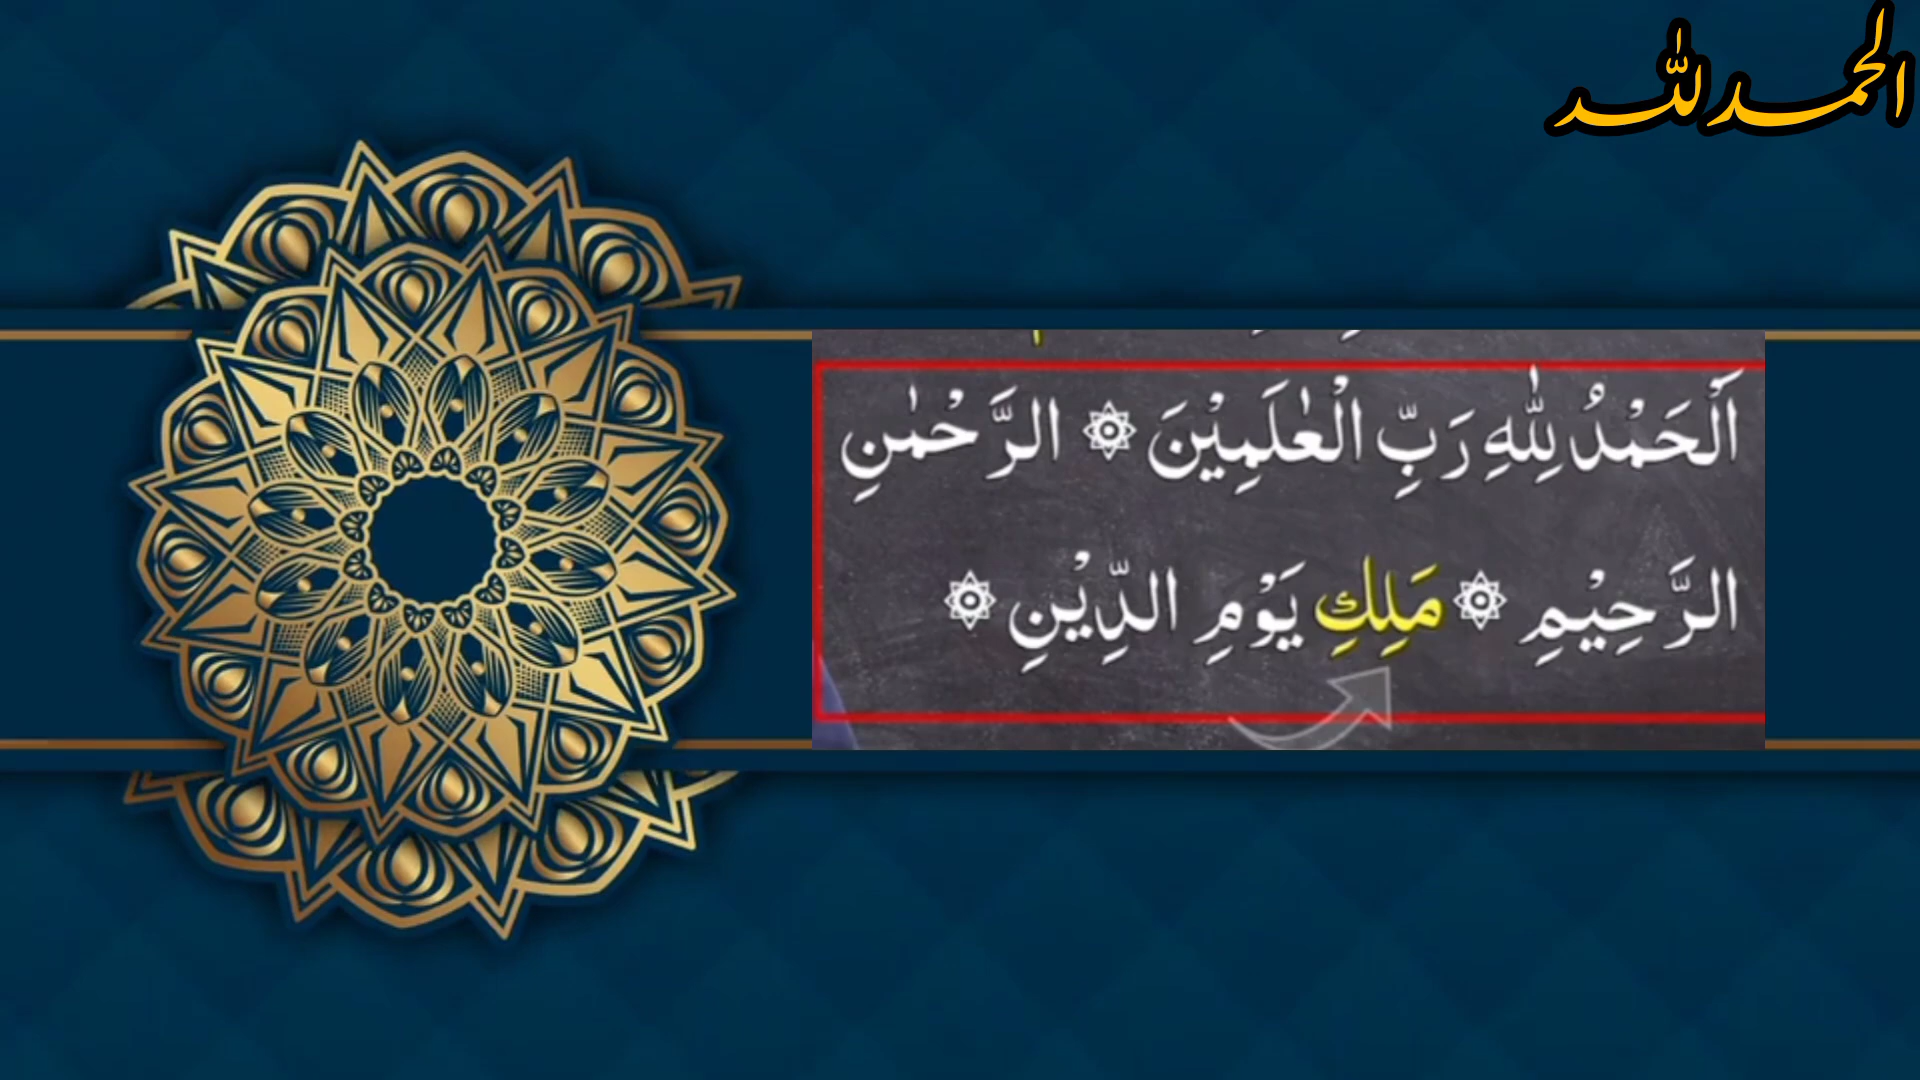 الحمد لله
اَلْحَمْدُ لِلّٰهِ رَبِّ الْعٰلَمِيْنَ ۞ الرَّحْمٰنِ
الرَّحِيْمِ ۞ مَلِكِ يَوْمِ الدِّيْنِ ۞